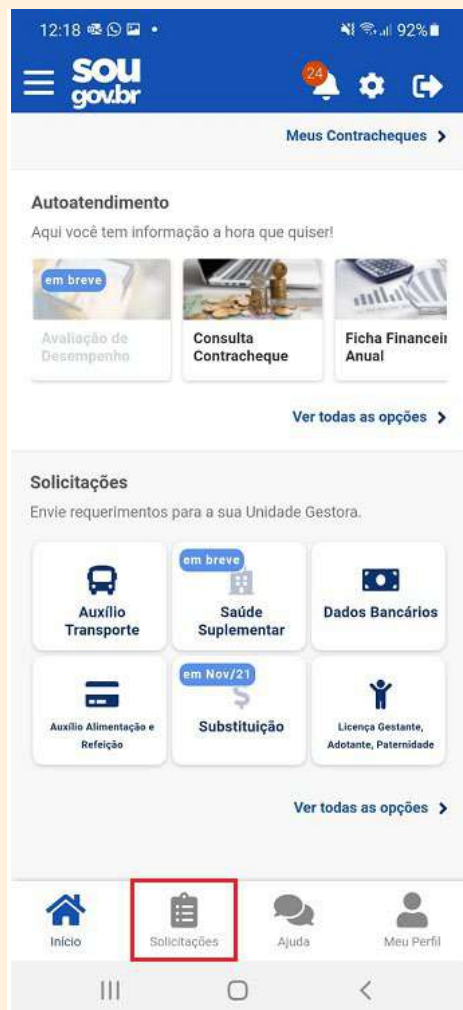 12:18
92%
sou
gov.br
24
Meus Contracheques
Autoatendimento
Aqui você tem informação a hora que quiser!
em breve
Avaliação de
Desempenho
Consulta
Contracheque
Ficha Financeir
Anual
Ver todas as opções
Solicitações
Envie requerimentos para a sua Unidade Gestora.
Auxílio
Transporte
em breve
Saúde
Suplementar
Dados Bancários
Auxílio Alimentação e
Refeição
em Nov/21
Substituição
Licença Gestante,
Adotante, Paternidade
Ver todas as opções
Início
Solicitações
Ajuda
Meu Perfil